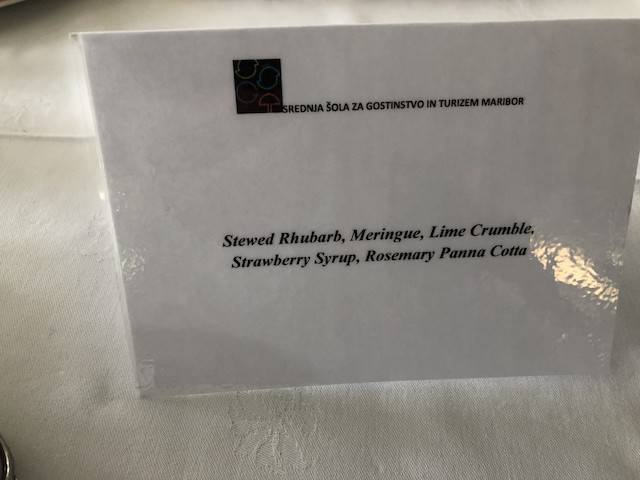 SREDNJA ŠOLA ZA GOSTINSTVO IN TURIZEM MARIBOR
Stewed Rhubarb, Meringue, Lime Crumble,
Strawberry Syrup, Rosemary Panna Cotta